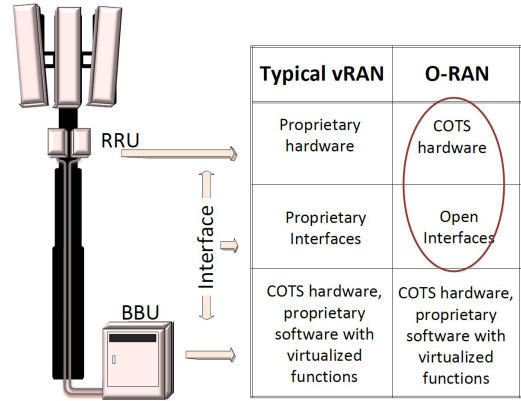 Typical vRAN
O-RAN
RRU
Proprietary
hardware
COTS
hardware
Interface
Proprietary
Interfaces
Open
Interfaces
BBU
COTS hardware,
proprietary
software with
virtualized
functions
COTS hardware,
proprietary
software with
virtualized
functions